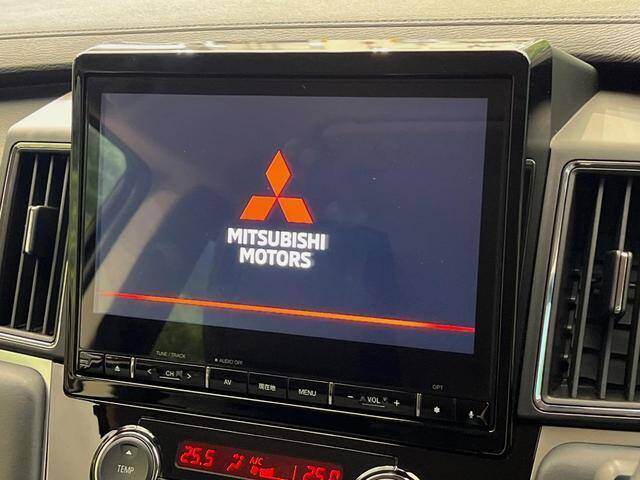 MITSUBISHI
MOTORS
TUNE / TRACK
AUDIO OFF
CH
AV
現在地
MENU
- VOL +
OPT
TEMP
25.5
A/C
25.0